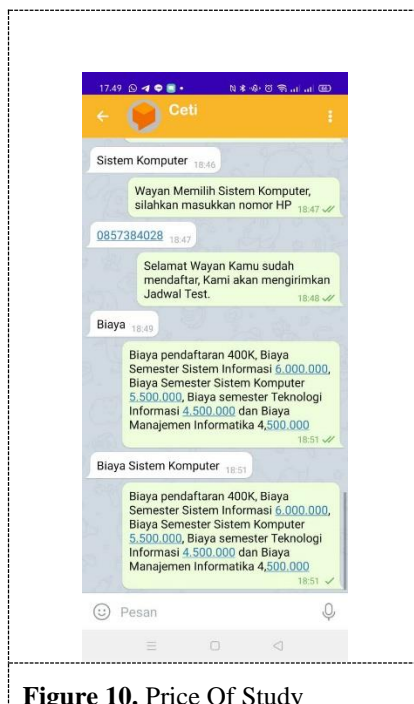 17.49
Ceti
Sistem Komputer 18:46
Wayan Memilih Sistem Komputer,
silahkan masukkan nomor HP 18:47
0857384028 18:47
Selamat Wayan Kamu sudah
mendaftar, Kami akan mengirimkan
Jadwal Test. 18:48
Biaya 18:49
Biaya pendaftaran 400K, Biaya
Semester Sistem Informasi 6.000.000,
Biaya Semester Sistem Komputer
5.500.000, Biaya semester Teknologi
Informasi 4.500.000 dan Biaya
Manajemen Informatika 4,500.000
18:51
Biaya Sistem Komputer 18:51
Biaya pendaftaran 400K, Biaya
Semester Sistem Informasi 6.000.000,
Biaya Semester Sistem Komputer
5.500.000, Biaya semester Teknologi
Informasi 4.500.000 dan Biaya
Manajemen Informatika 4,500.000
18:51
Pesan
Figure 10. Price Of Study